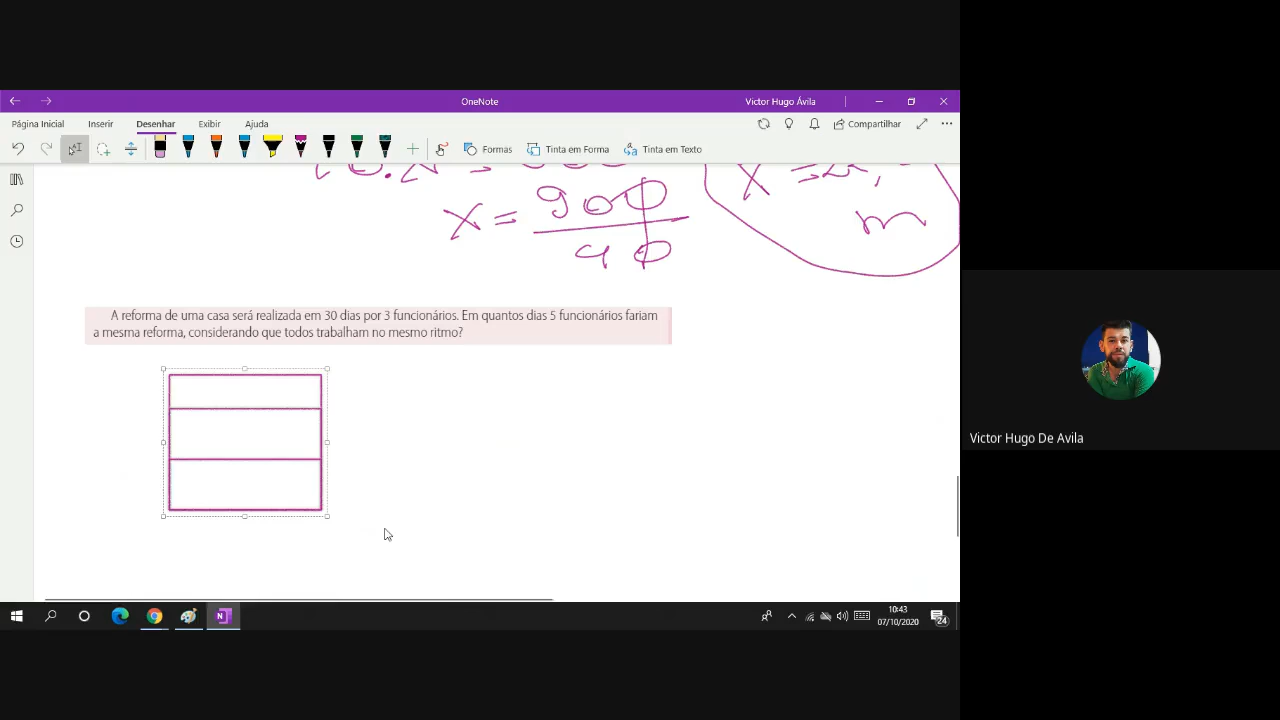 OneNote
Victor Hugo Ávila
Página Inicial Inserir Desenhar Exibir Ajuda
Compartilhar
Formas Tinta em Forma Tinta em Texto
X = 900
40
m
A reforma de uma casa será realizada em 30 dias por 3 funcionários. Em quantos dias 5 funcionários fariam
a mesma reforma, considerando que todos trabalham no mesmo ritmo?
Victor Hugo De Avila
10:43
07/10/2020
24